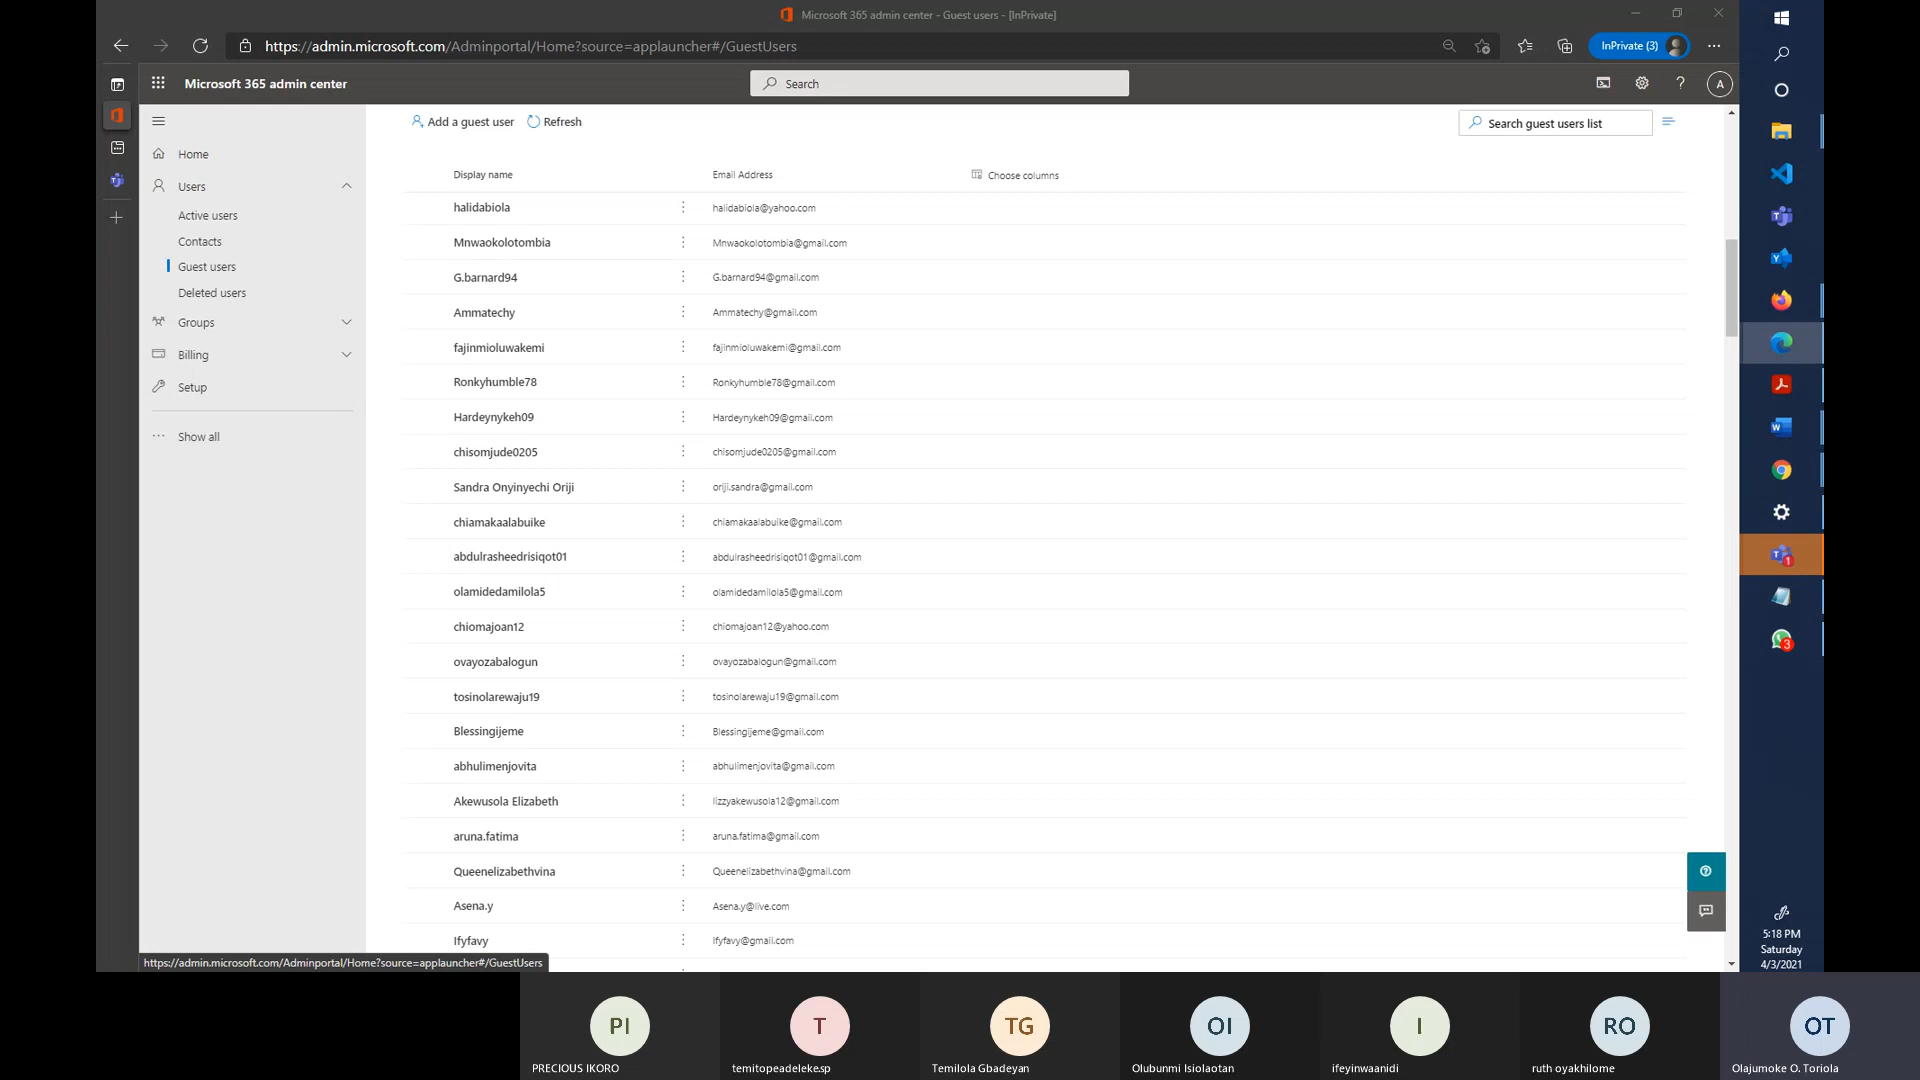 Microsoft 365 admin center - Guest users - [InPrivate]
https://admin.microsoft.com/Adminportal/Home?source=applauncher#/GuestUsers
InPrivate (3)
Microsoft 365 admin center
Search
A
Add a guest user
Refresh
Search guest users list
Home
Users
Active users
Contacts
Guest users
Deleted users
Groups
Billing
Setup
Show all
Display name Email Address Choose columns
halidabiola halidabiola@yahoo.com
Mnwaokolotombia Mnwaokolotombia@gmail.com
G.barnard94 G.barnard94@gmail.com
Ammatechy Ammatechy@gmail.com
fajinmioluwakemi fajinmioluwakemi@gmail.com
Ronkyhumble78 Ronkyhumble78@gmail.com
Hardeynykeh09 Hardeynykeh09@gmail.com
chisomjude0205 chisomjude0205@gmail.com
Sandra Onyinyechi Oriji oriji.sandra@gmail.com
chiamakaalabuike chiamakaalabuike@gmail.com
abdulrasheedrisiqot01 abdulrasheedrisiqot01@gmail.com
olamidedamilola5 olamidedamilola5@gmail.com
chiomajoan12 chiomajoan12@yahoo.com
ovayozabalogun ovayozabalogun@gmail.com
tosinolarewaju19 tosinolarewaju19@gmail.com
Blessingijeme Blessingijeme@gmail.com
abhulimenjovita abhulimenjovita@gmail.com
Akewusola Elizabeth lizzyakewusola12@gmail.com
aruna.fatima aruna.fatima@gmail.com
Queenelizabethvina Queenelizabethvina@gmail.com
Asena.y Asena.y@live.com
Ifyfavy Ifyfavy@gmail.com
https://admin.microsoft.com/Adminportal/Home?source=applauncher#/GuestUsers
1
3
5:18 PM
Saturday
4/3/2021
PI
T
TG
OI
I
RO
OT
PRECIOUS IKORO
temitopeadeleke.sp
Temilola Gbadeyan
Olubunmi Isiolaotan
ifeyinwaanidi
ruth oyakhilome
Olajumoke O. Toriola